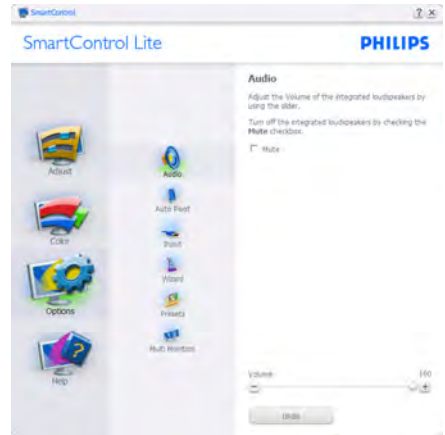 SmartControl
? ×
SmartControl Lite
PHILIPS
Adjust
Color
Options
Help
Audio
Auto Pivot
Input
Wizard
Presets
Multi Monitors
Audio
Adjust the Volume of the integrated loudspeakers by
using the slider.
Turn off the integrated loudspeakers by checking the
Mute checkbox.
Mute
Volume
100
Undo